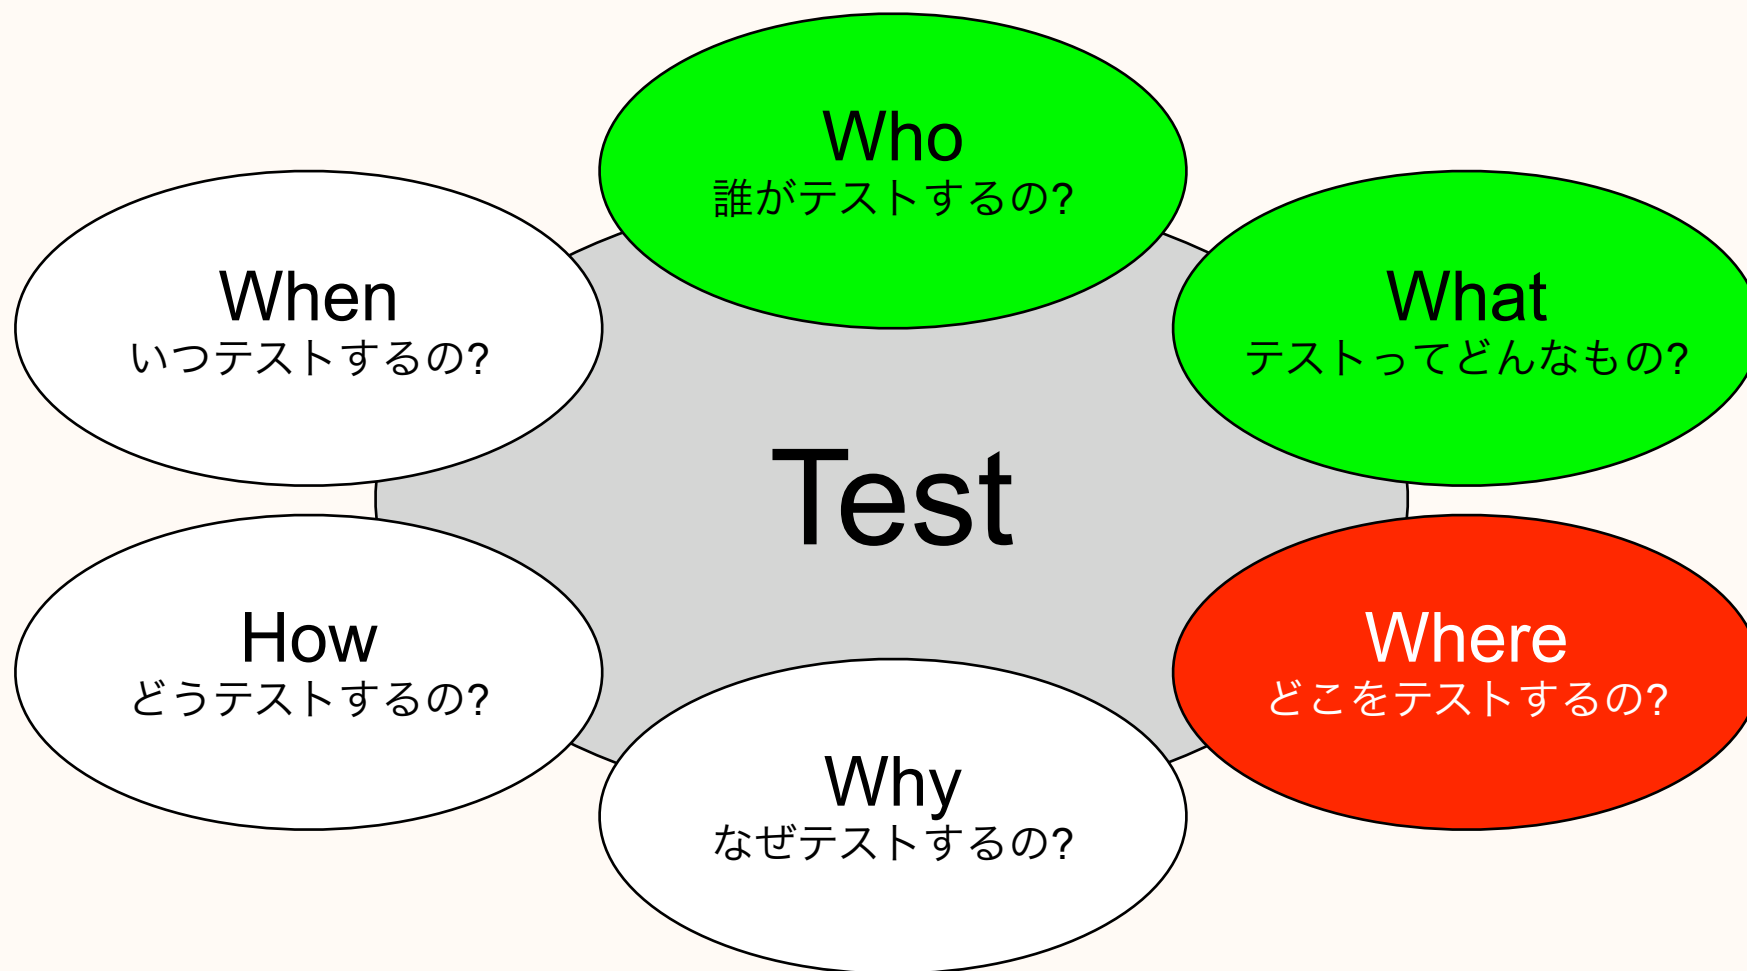 Who
誰がテストするの?
When
いつテストするの?
What
テストってどんなもの?
Test
How
どうテストするの?
Where
どこをテストするの?
Why
なぜテストするの?